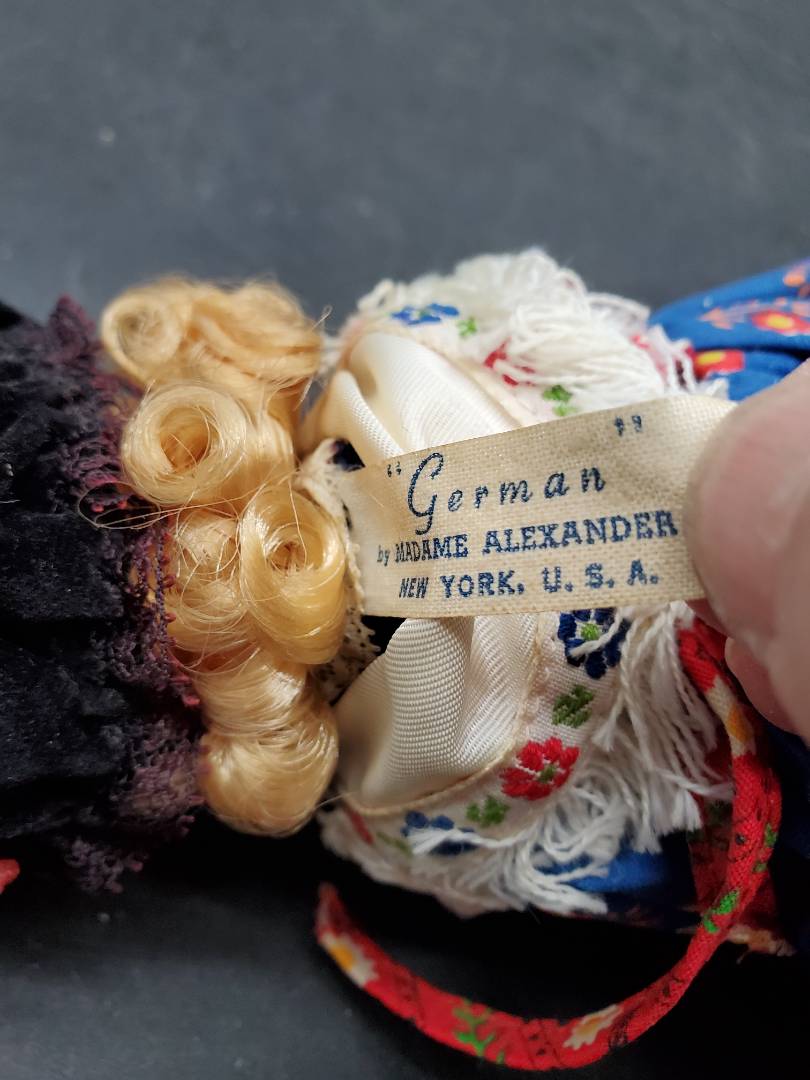 "German"
by MADAME ALEXANDER
NEW YORK, U.S.A.